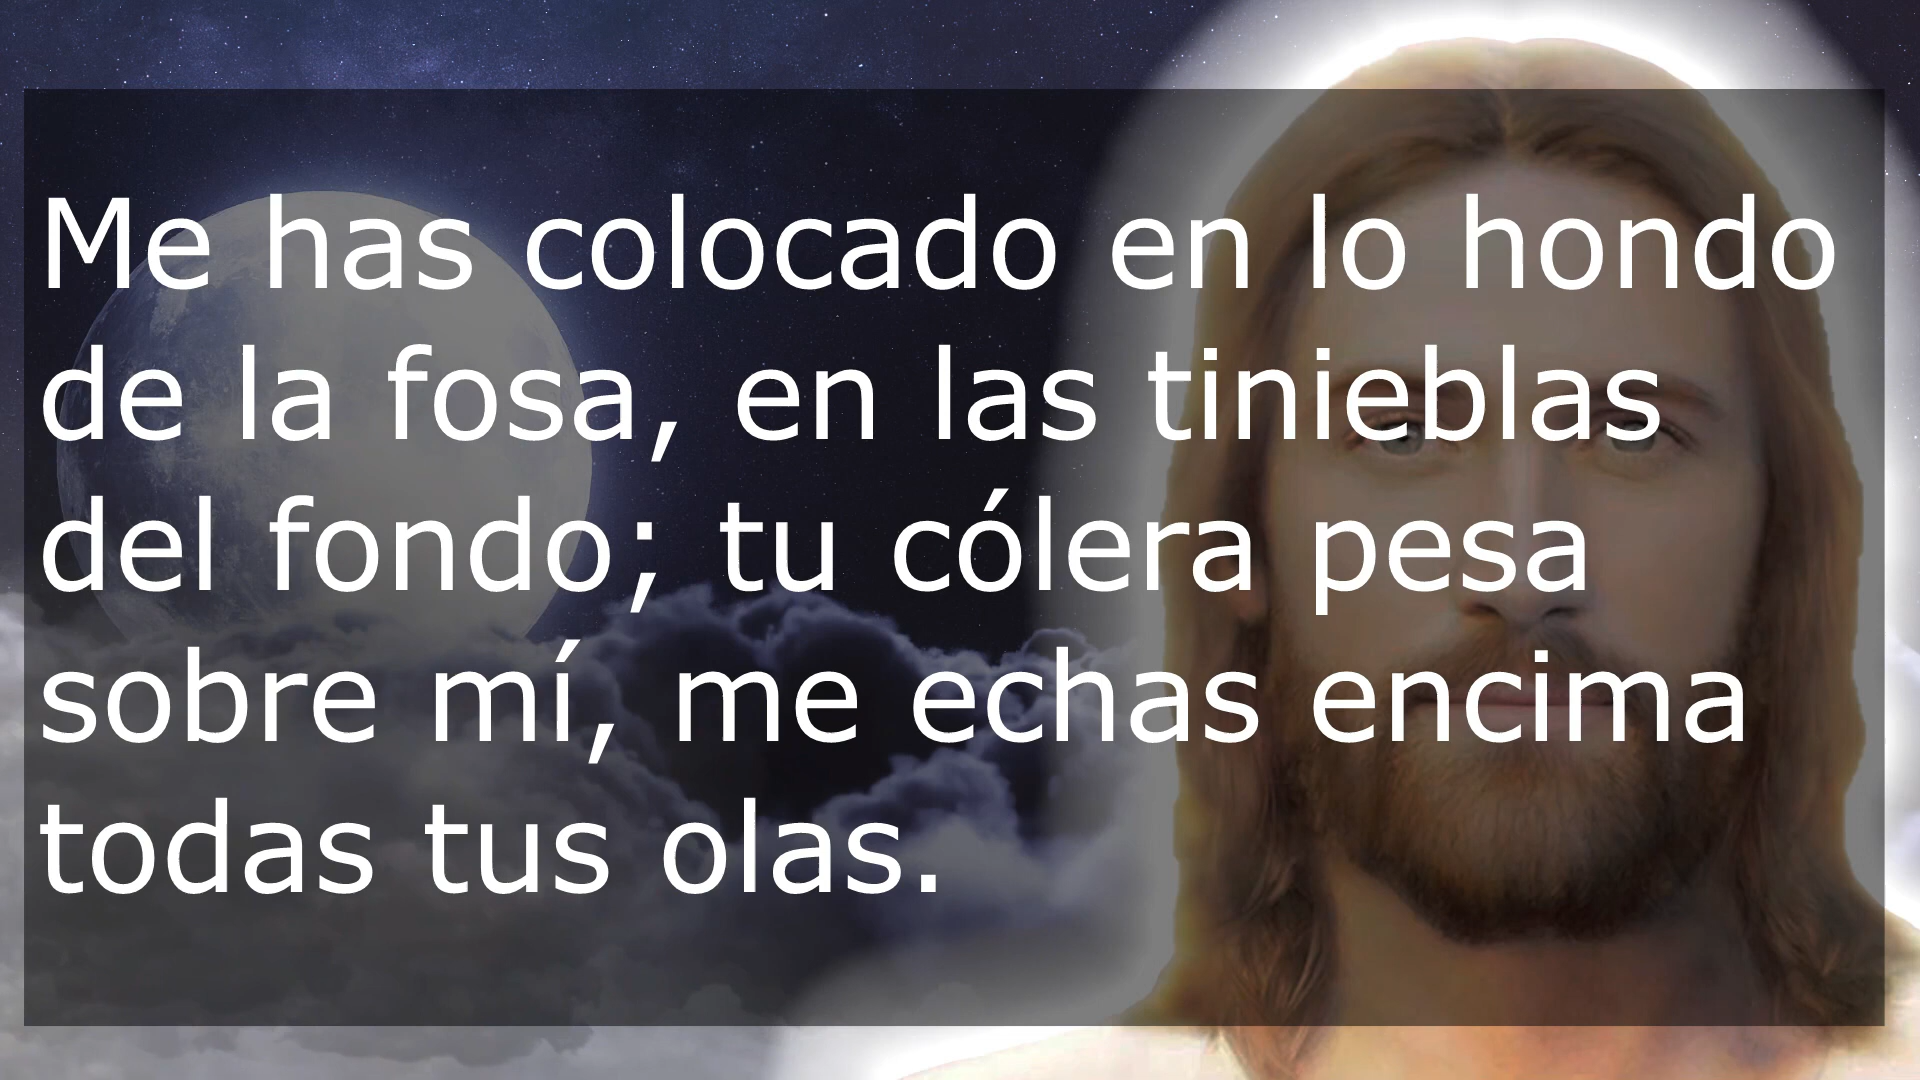 Me has colocado en lo hondo
de la fosa, en las tinieblas
del fondo; tu cólera pesa
sobre mí, me echas encima
todas tus olas.